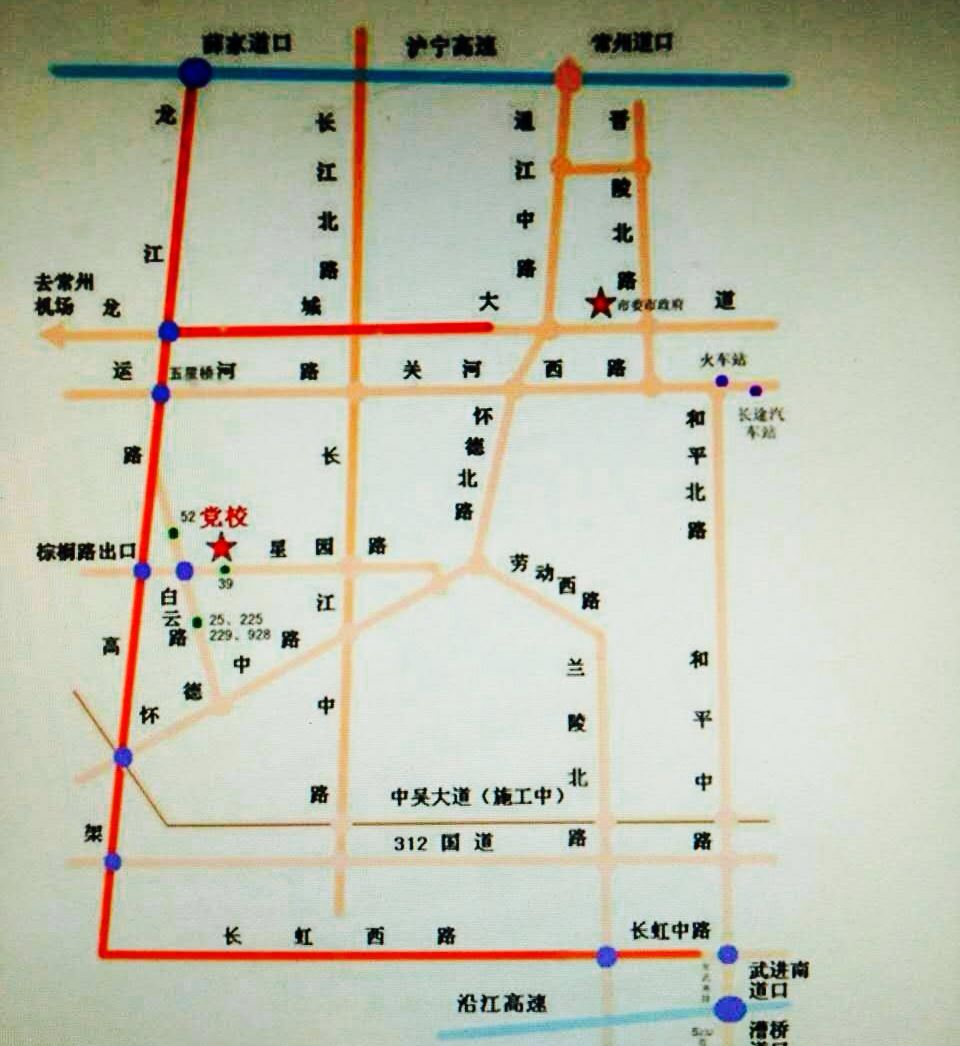 薛家道口
沪宁高速
常州道口
龙江路高架
长江北路
通江中路
晋陵北路
去常州
机场
龙城大道
市委市政府
运河路
五星桥
关河西路
火车站
长途汽
车站
怀德北路
和平北路
52
党校
棕榈路出口
星园路
39
白云路
25、225
229、928
长江中路
劳动西路
怀德中路
兰陵北路
和平中路
中吴大道（施工中）
312国道
长虹西路
长虹中路
武进南
道口
沿江高速
漕桥